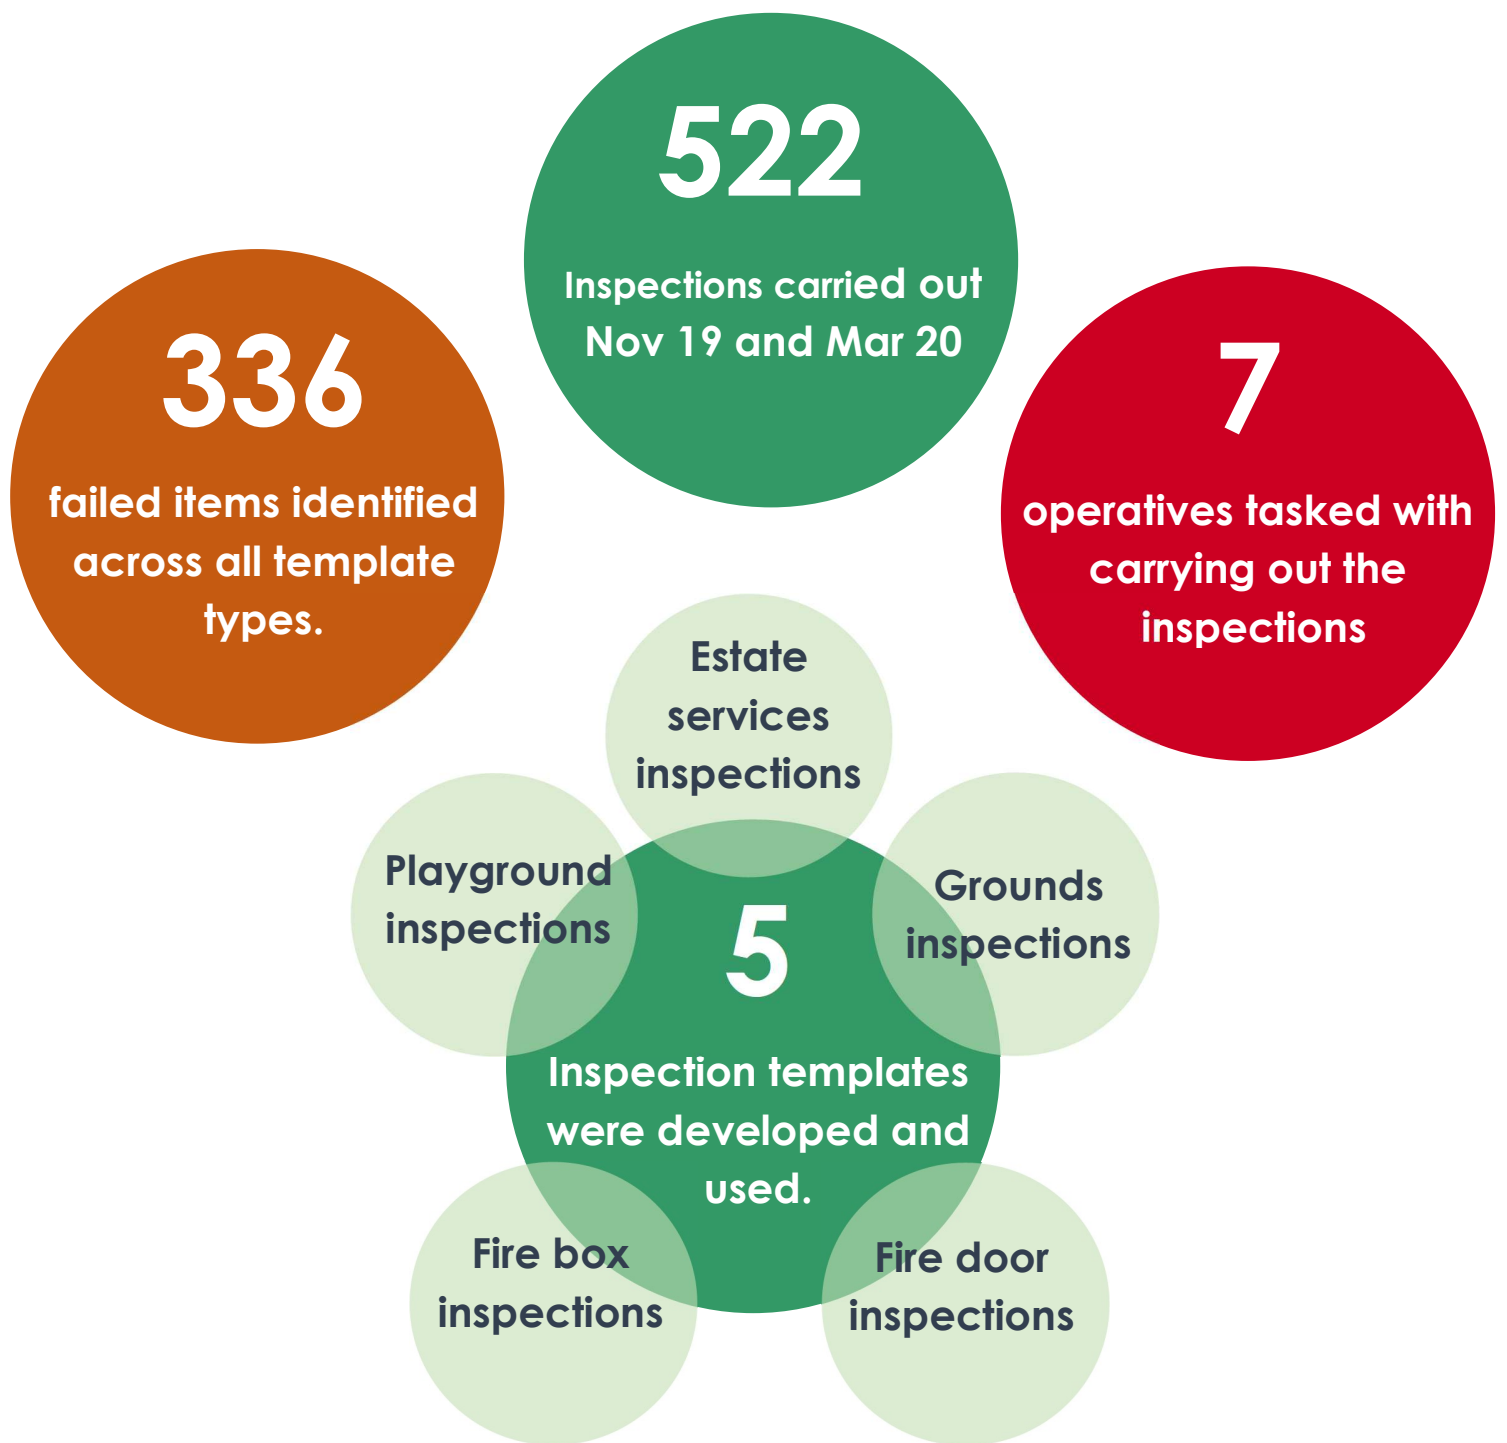 522
Inspections carried out
Nov 19 and Mar 20
336
failed items identified
across all template
types.
7
operatives tasked with
carrying out the
inspections
Estate
services
inspections
Playground
inspections
Grounds
inspections
5
Inspection templates
were developed and
used.
Fire box
inspections
Fire door
inspections